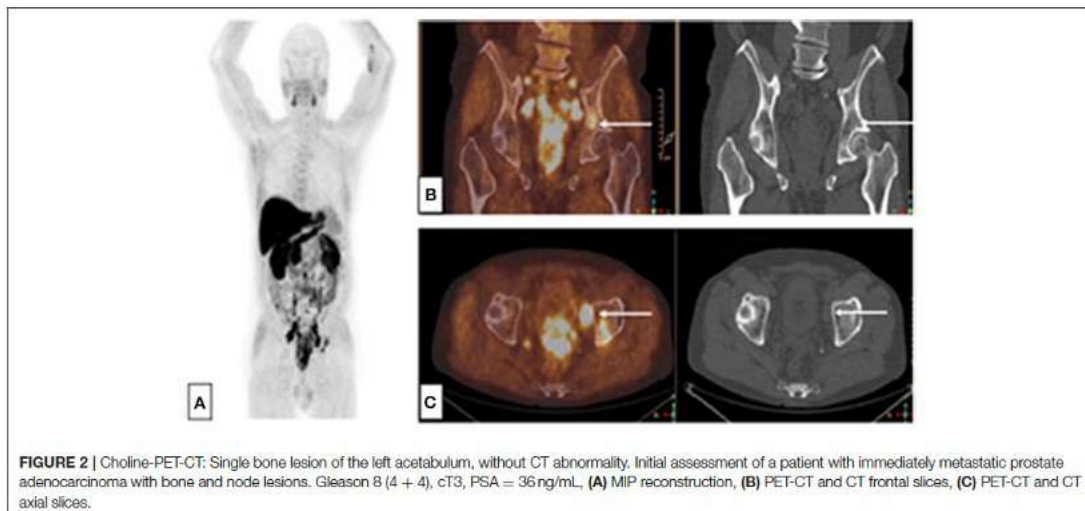 A
B
C
FIGURE 2 | Choline-PET-CT: Single bone lesion of the left acetabulum, without CT abnormality. Initial assessment of a patient with immediately metastatic prostate
adenocarcinoma with bone and node lesions. Gleason 8 (4 + 4), cT3, PSA = 36 ng/mL, (A) MIP reconstruction, (B) PET-CT and CT frontal slices, (C) PET-CT and CT
axial slices.